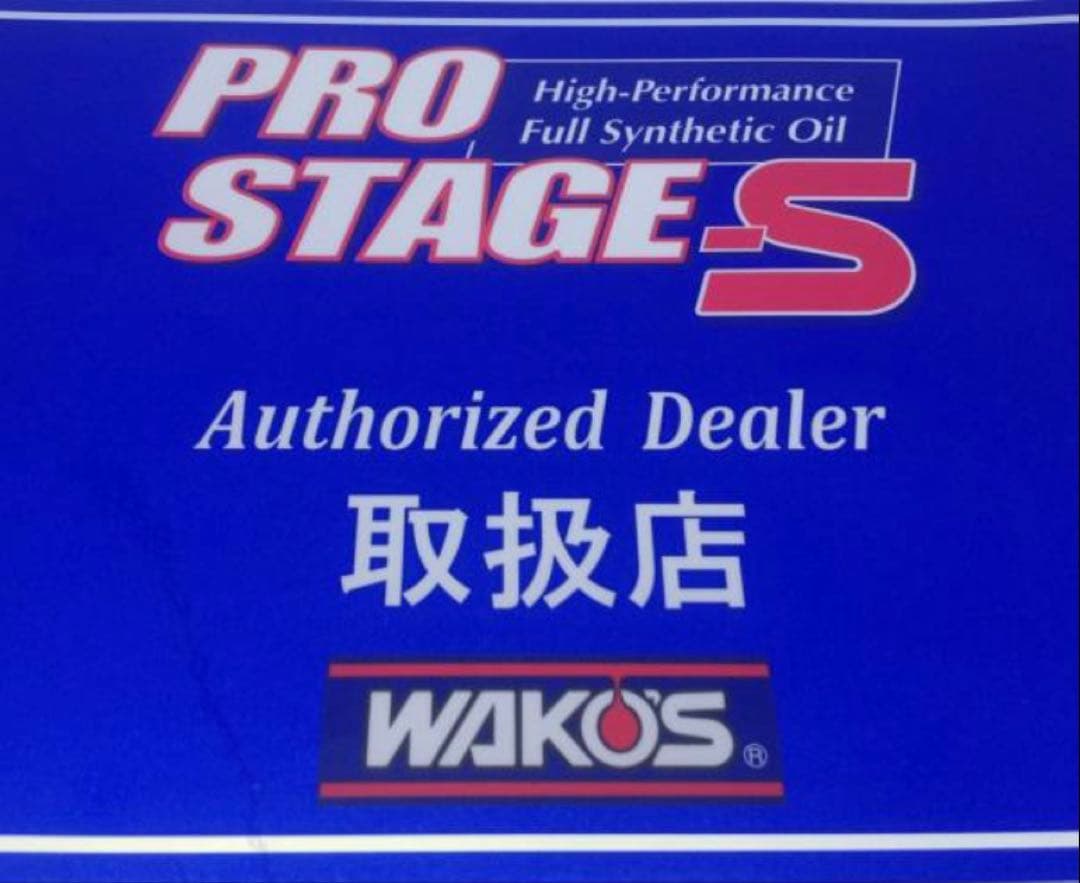 PRO
High-Performance
Full Synthetic Oil
STAGE-S
Authorized Dealer
取扱店
WAKO'S®